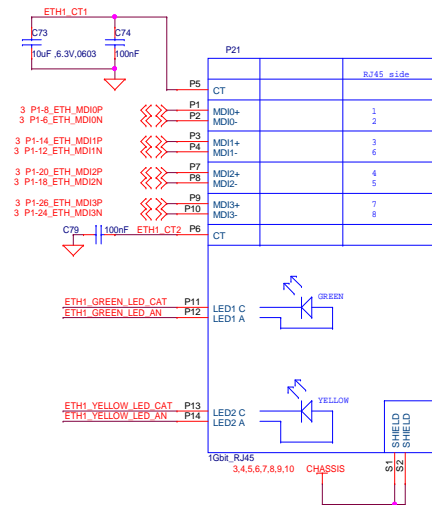 ETH1_CT1
C73
C74
10uF ,6.3V,0603
100nF
P21
RJ45 side
P5
CT
3 P1-8_ETH_MDI0P
P1
MDI0+
1
3 P1-6_ETH_MDI0N
P2
MDI0-
2
3 P1-14_ETH_MDI1P
P3
MDI1+
3
3 P1-12_ETH_MDI1N
P4
MDI1-
6
3 P1-20_ETH_MDI2P
P7
MDI2+
4
3 P1-18_ETH_MDI2N
P8
MDI2-
5
3 P1-26_ETH_MDI3P
P9
MDI3+
7
3 P1-24_ETH_MDI3N
P10
MDI3-
8
C79
100nF
ETH1_CT2
P6
CT
GREEN
ETH1_GREEN_LED_CAT
P11
LED1 C
ETH1_GREEN_LED_AN
P12
LED1 A
YELLOW
ETH1_YELLOW_LED_CAT
P13
LED2 C
ETH1_YELLOW_LED_AN
P14
LED2 A
SHIELD
SHIELD
1Gbit_RJ45
S1
S2
3,4,5,6,7,8,9,10
CHASSIS